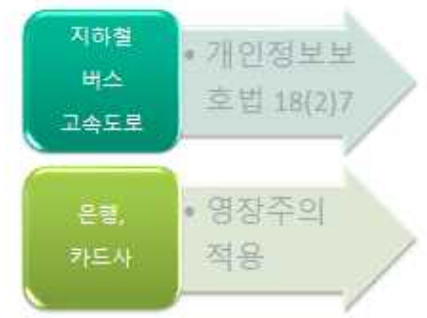 지하철
버스
고속도로
• 개인정보보
호법 18(2)7
은행,
카드사
• 영장주의
적용